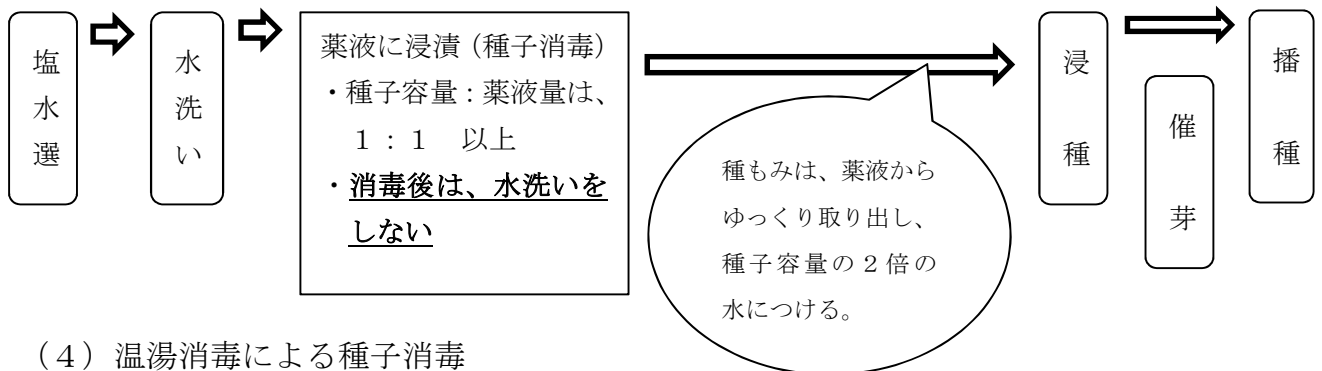 塩水選
水洗い
薬液に浸漬（種子消毒）
・種子容量：薬液量は、
１：１　以上
・消毒後は、水洗いを
しない
種もみは、薬液から
ゆっくり取り出し、
種子容量の２倍の
水につける。
浸種
催芽
播種
（４）温湯消毒による種子消毒